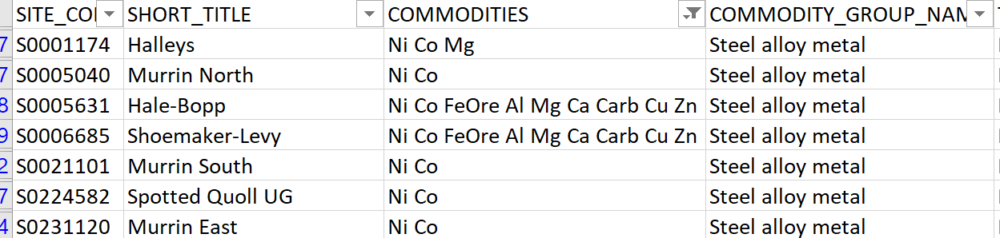 SITE_CO SHORT_TITLE COMMODITIES COMMODITY_GROUP_NAM
7 S0001174 Halleys Ni Co Mg Steel alloy metal
7 S0005040 Murrin North Ni Co Steel alloy metal
8 S0005631 Hale-Bopp Ni Co FeOre Al Mg Ca Carb Cu Zn Steel alloy metal
9 S0006685 Shoemaker-Levy Ni Co FeOre Al Mg Ca Carb Cu Zn Steel alloy metal
2 S0021101 Murrin South Ni Co Steel alloy metal
7 S0224582 Spotted Quoll UG Ni Co Steel alloy metal
4 S0231120 Murrin East Ni Co Steel alloy metal